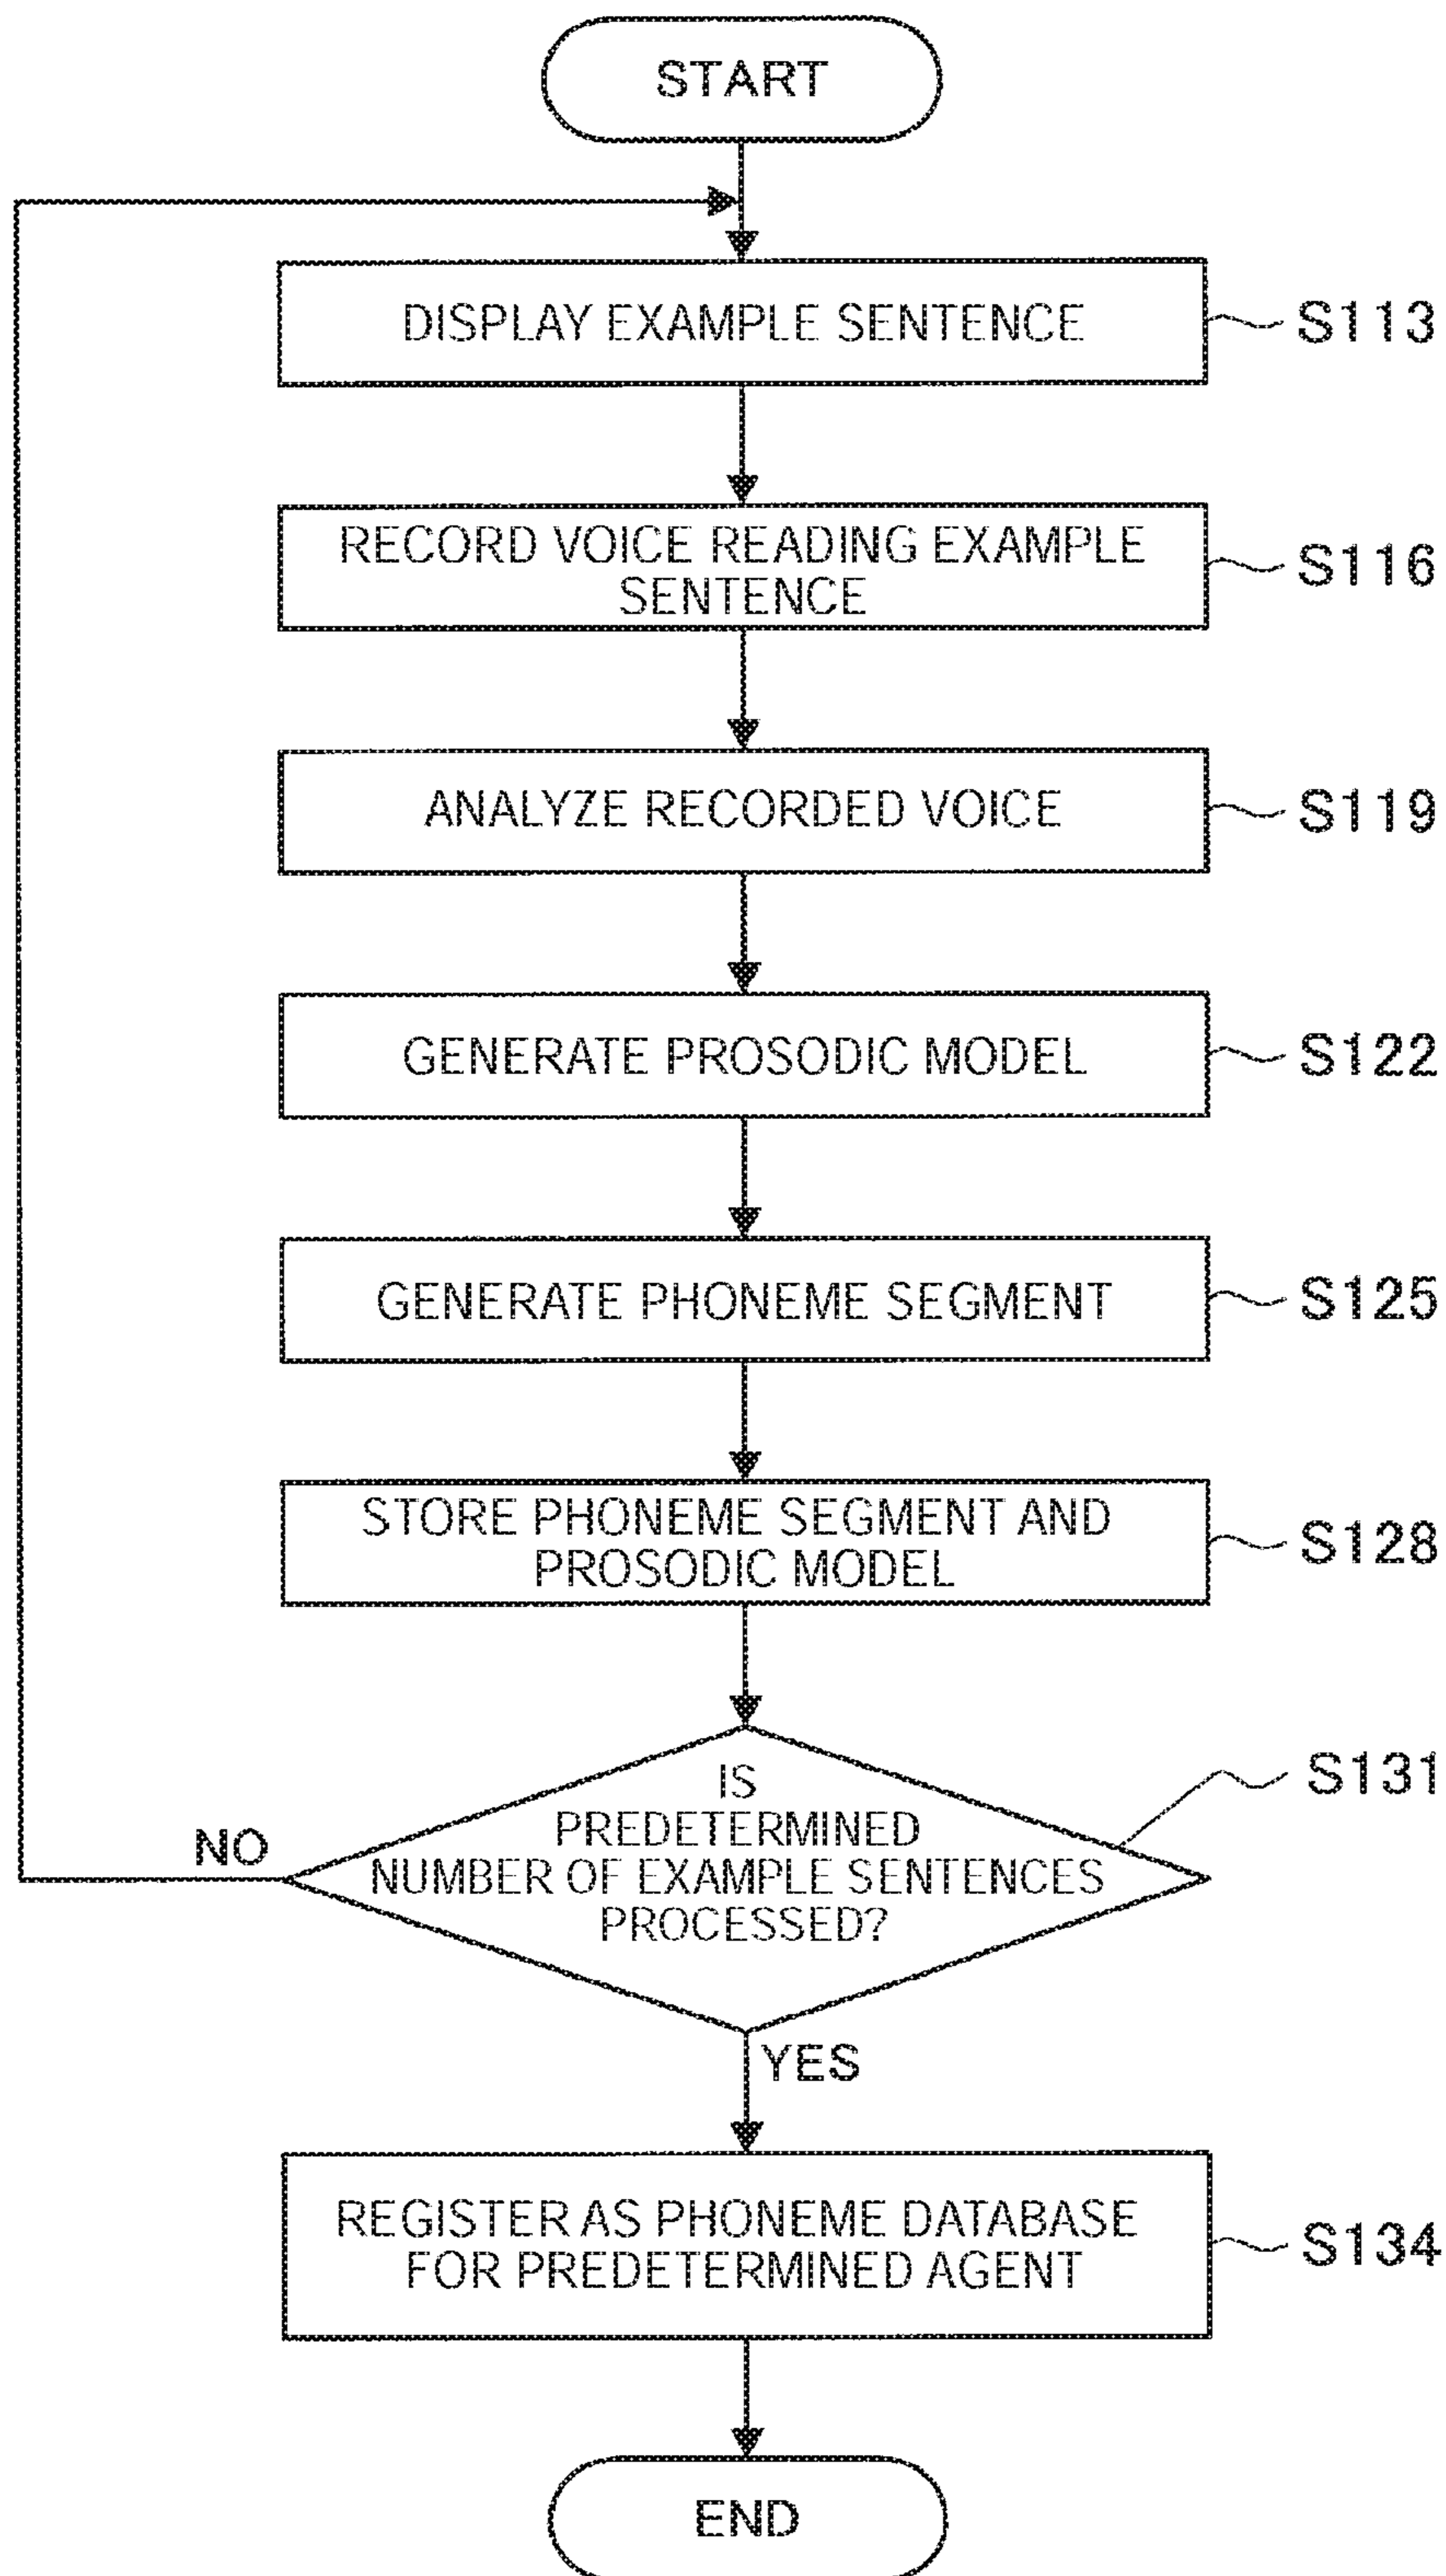 START
DISPLAY EXAMPLE SENTENCE
S113
RECORD VOICE READING EXAMPLE
SENTENCE
S116
ANALYZE RECORDED VOICE
S119
GENERATE PROSODIC MODEL
S122
GENERATE PHONEME SEGMENT
S125
STORE PHONEME SEGMENT AND
PROSODIC MODEL
S128
IS
PREDETERMINED
NUMBER OF EXAMPLE SENTENCES
PROCESSED?
S131
NO
YES
REGISTER AS PHONEME DATABASE
FOR PREDETERMINED AGENT
S134
END